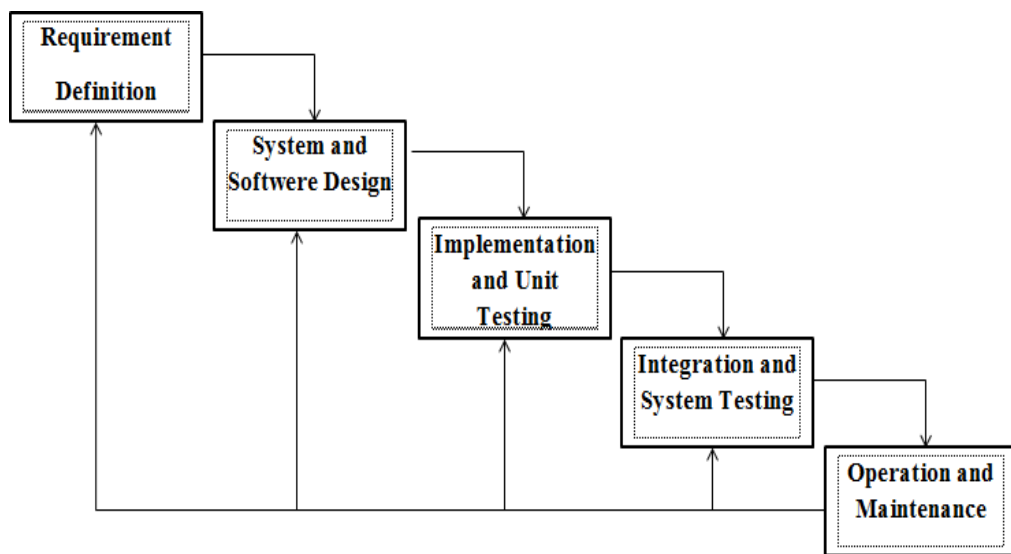 Requirement
Definition
System and
Softwere Design
Implementation
and Unit
Testing
Integration and
System Testing
Operation and
Maintenance